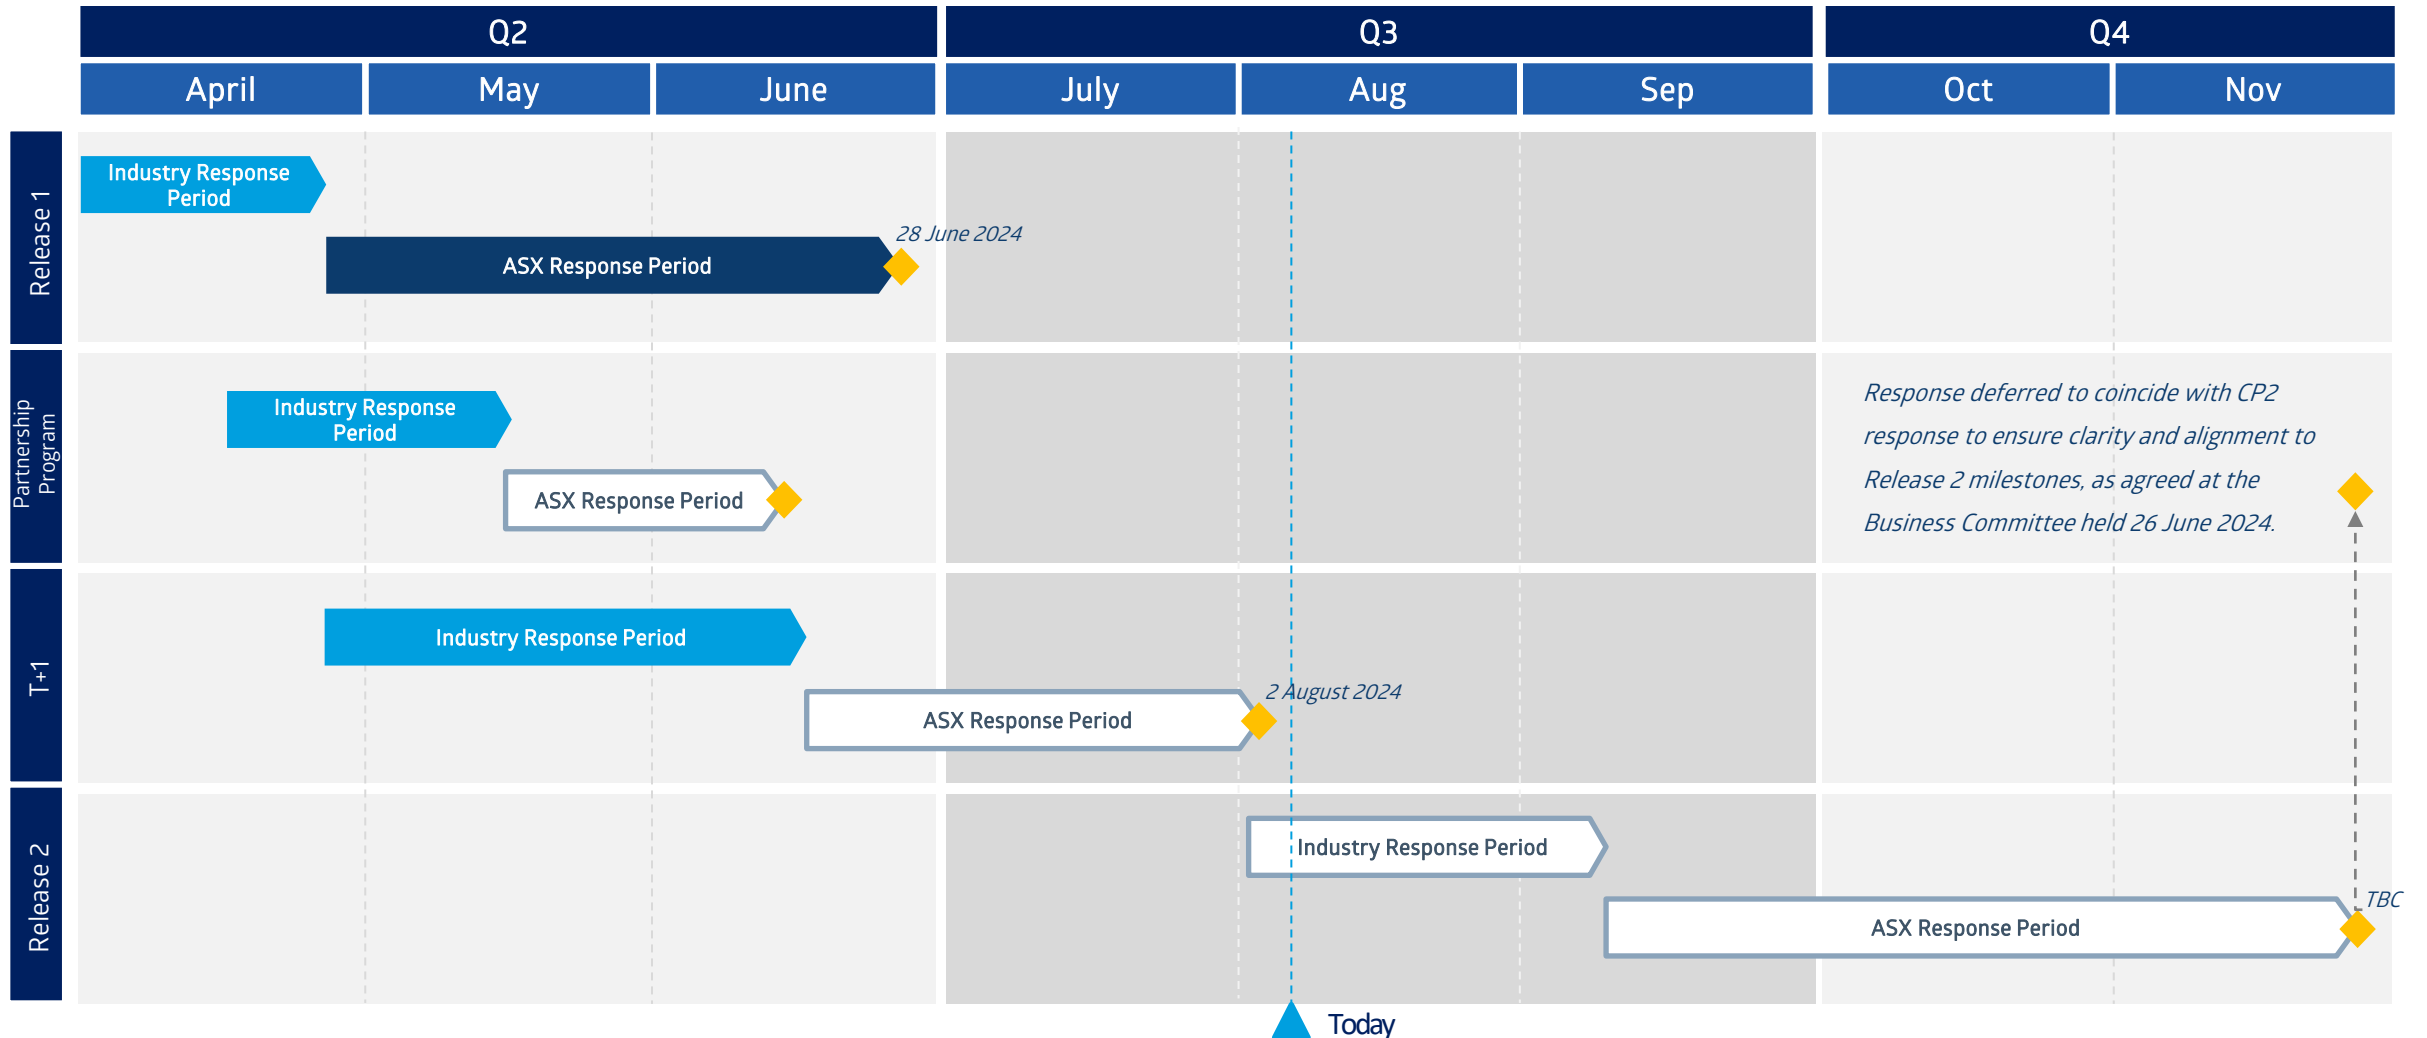 Q2
Q3
Q4
April
May
June
July
Aug
Sep
Oct
Nov
Release 1
Industry Response
Period
28 June 2024
ASX Response Period
Partnership
Program
Industry Response
Period
ASX Response Period
Response deferred to coincide with CP2
response to ensure clarity and alignment to
Release 2 milestones, as agreed at the
Business Committee held 26 June 2024.
T+1
Industry Response Period
2 August 2024
ASX Response Period
Release 2
Industry Response Period
TBC
ASX Response Period
Today